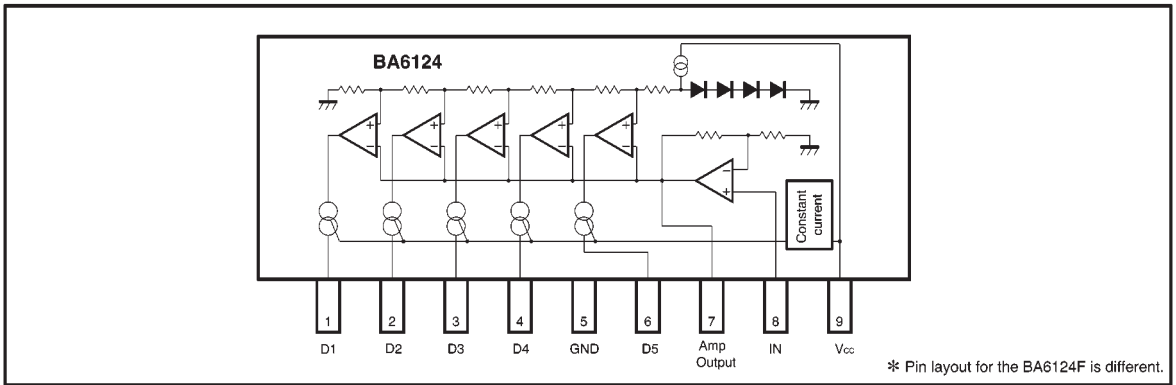 BA6124
+ + + + +
− − − − −
−
+
Constant
current
1 2 3 4 5 6 7 8 9
D1 D2 D3 D4 GND D5 Amp Output IN Vcc
* Pin layout for the BA6124F is different.